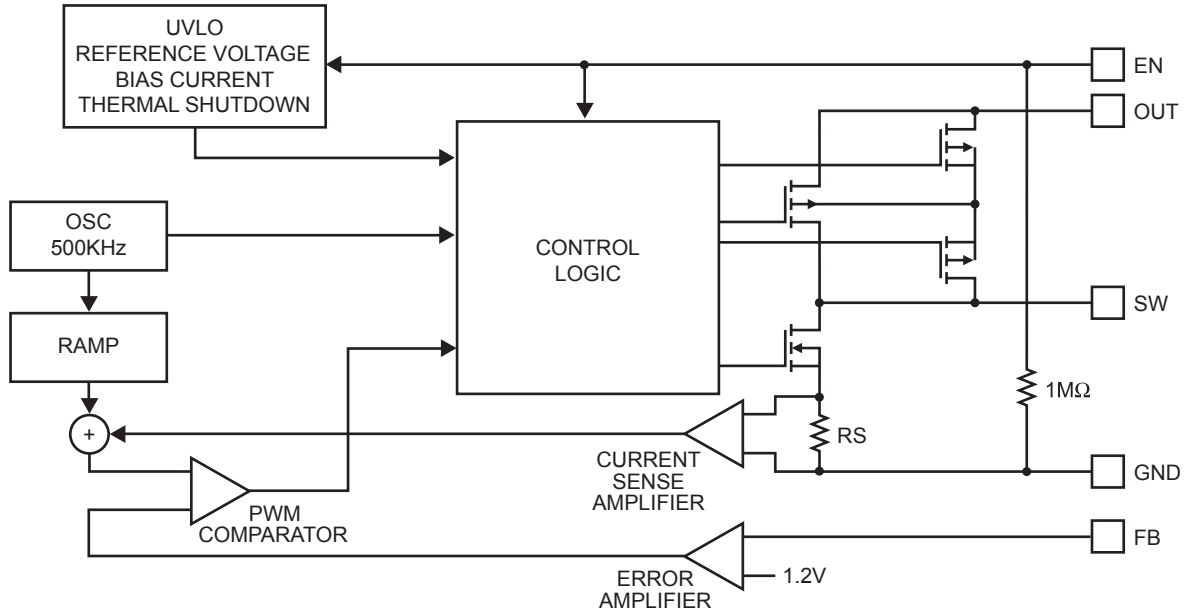 UVLO
REFERENCE VOLTAGE
BIAS CURRENT
THERMAL SHUTDOWN
EN
OUT
OSC
500KHz
CONTROL
LOGIC
SW
RAMP
1MΩ
+
RS
CURRENT
SENSE
AMPLIFIER
GND
PWM
COMPARATOR
FB
1.2V
ERROR
AMPLIFIER